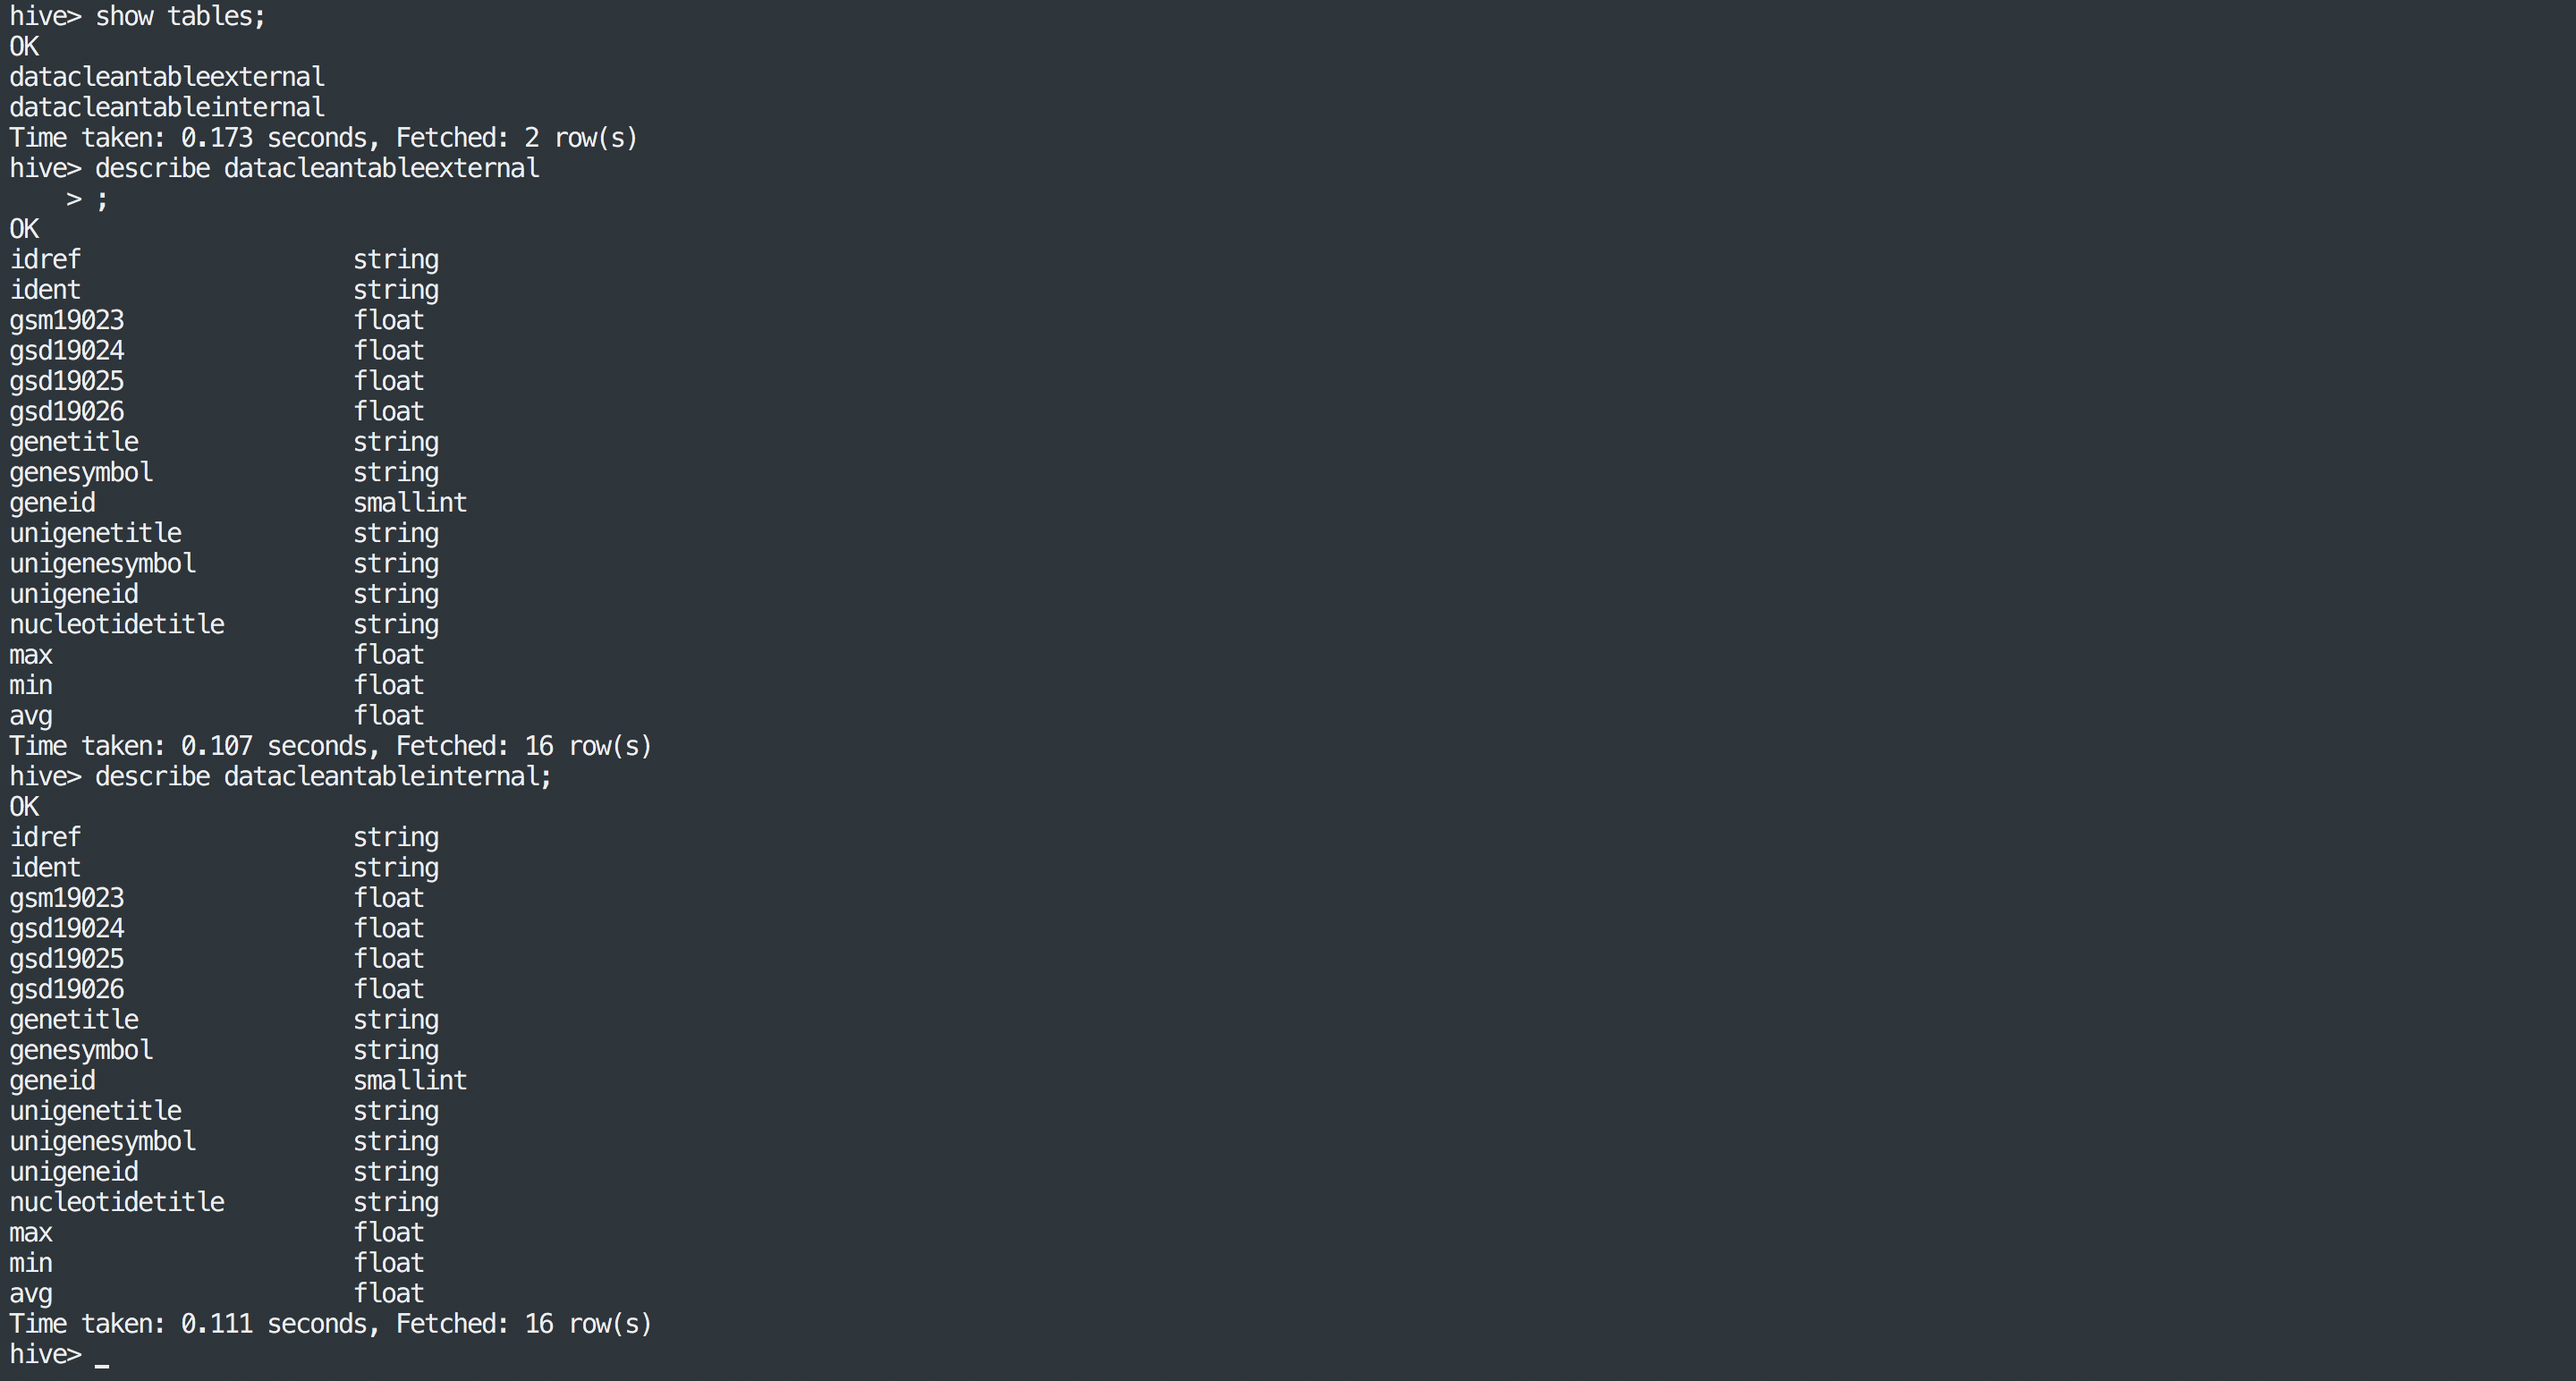 hive> show tables;
OK
datacleantableexternal
datacleantableinternal
Time taken: 0.173 seconds, Fetched: 2 row(s)
hive> describe datacleantableexternal
    > ;
OK
idref                   string
ident                   string
gsm19023                float
gsd19024                float
gsd19025                float
gsd19026                float
genetitle               string
genesymbol              string
geneid                  smallint
unigenetitle            string
unigenesymbol           string
unigeneid               string
nucleotidetitle         string
max                     float
min                     float
avg                     float
Time taken: 0.107 seconds, Fetched: 16 row(s)
hive> describe datacleantableinternal;
OK
idref                   string
ident                   string
gsm19023                float
gsd19024                float
gsd19025                float
gsd19026                float
genetitle               string
genesymbol              string
geneid                  smallint
unigenetitle            string
unigenesymbol           string
unigeneid               string
nucleotidetitle         string
max                     float
min                     float
avg                     float
Time taken: 0.111 seconds, Fetched: 16 row(s)
hive> _